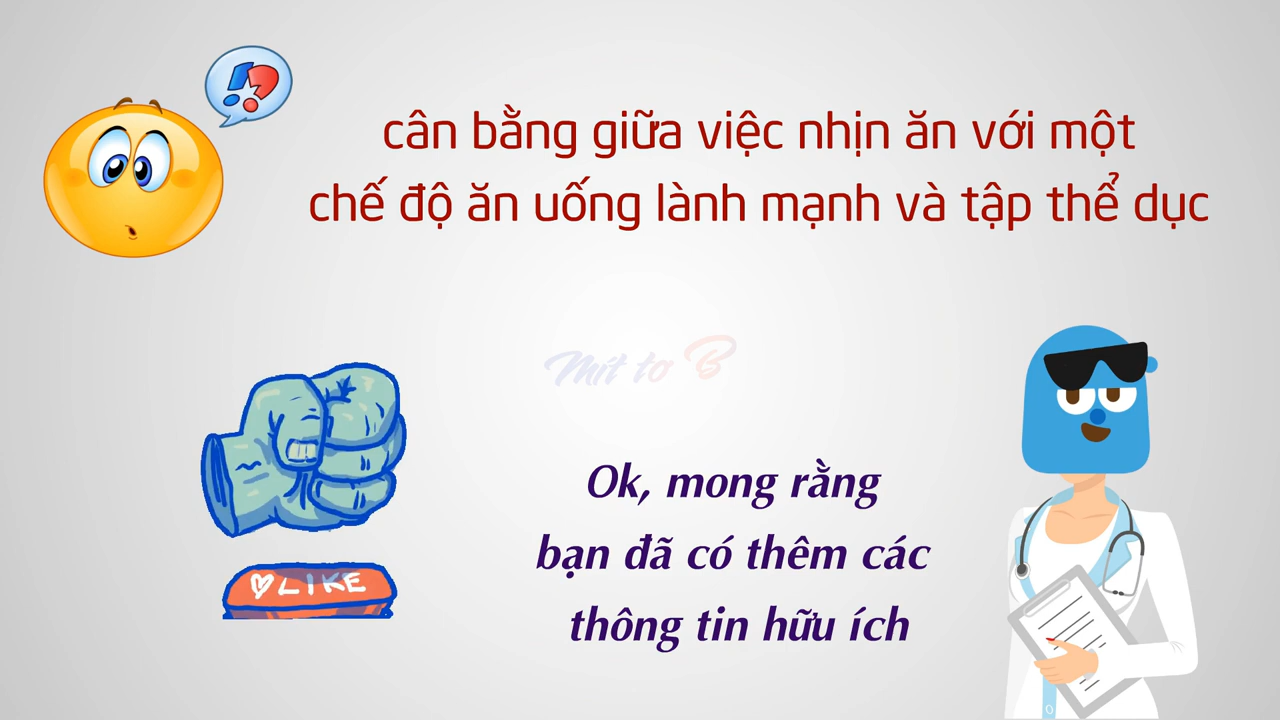 cân bằng giữa việc nhịn ăn với một
chế độ ăn uống lành mạnh và tập thể dục
Mít tơ B
Ok, mong rằng
bạn đã có thêm các
thông tin hữu ích
LIKE